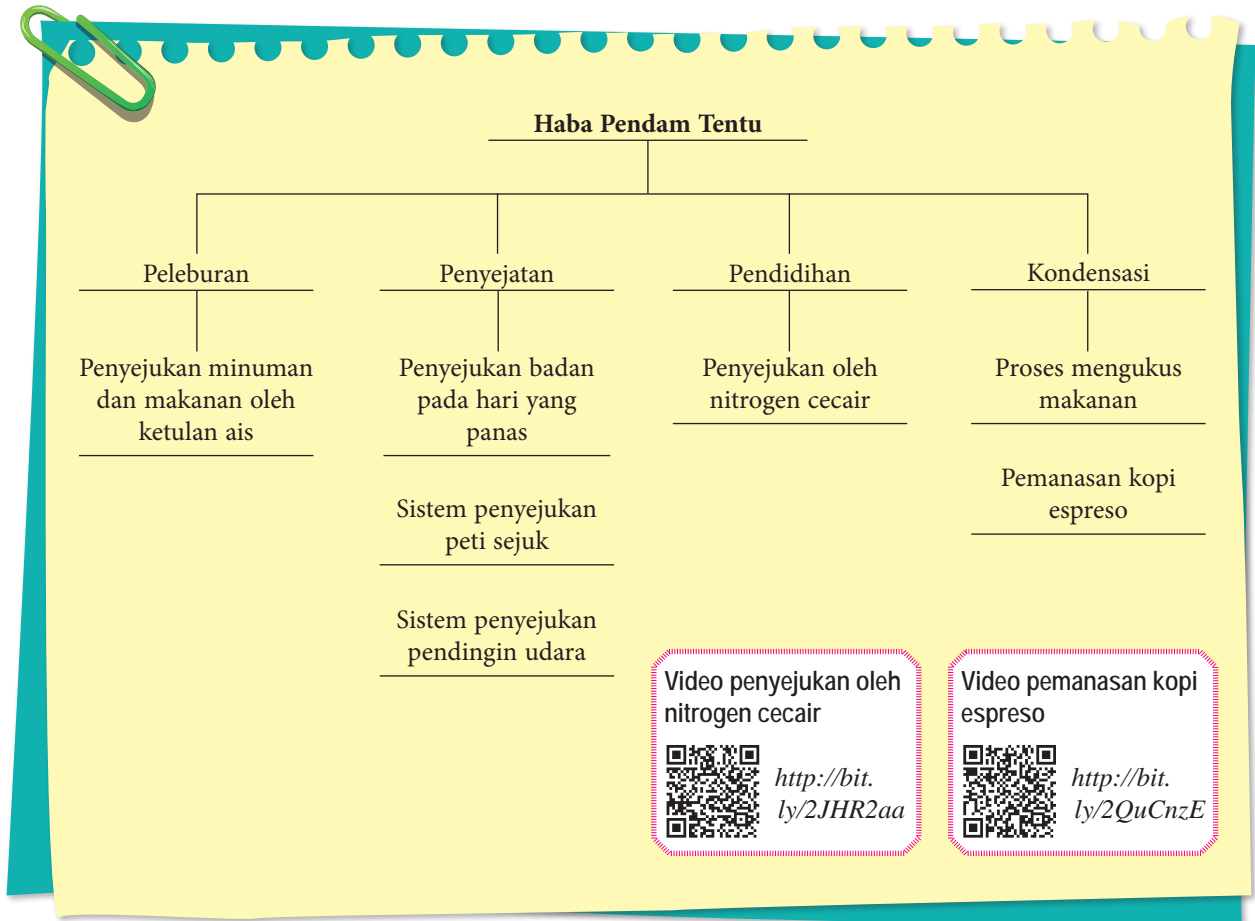 Haba Pendam Tentu
Peleburan
Penyejukan minuman
dan makanan oleh
ketulan ais
Penyejatan
Penyejukan badan
pada hari yang
panas
Sistem penyejukan
peti sejuk
Sistem penyejukan
pendingin udara
Pendidihan
Penyejukan oleh
nitrogen cecair
Kondensasi
Proses mengukus
makanan
Pemanasan kopi
espreso
Video penyejukan oleh
nitrogen cecair
http://bit.
ly/2JHR2aa
Video pemanasan kopi
espreso
http://bit.
ly/2QuCnzE